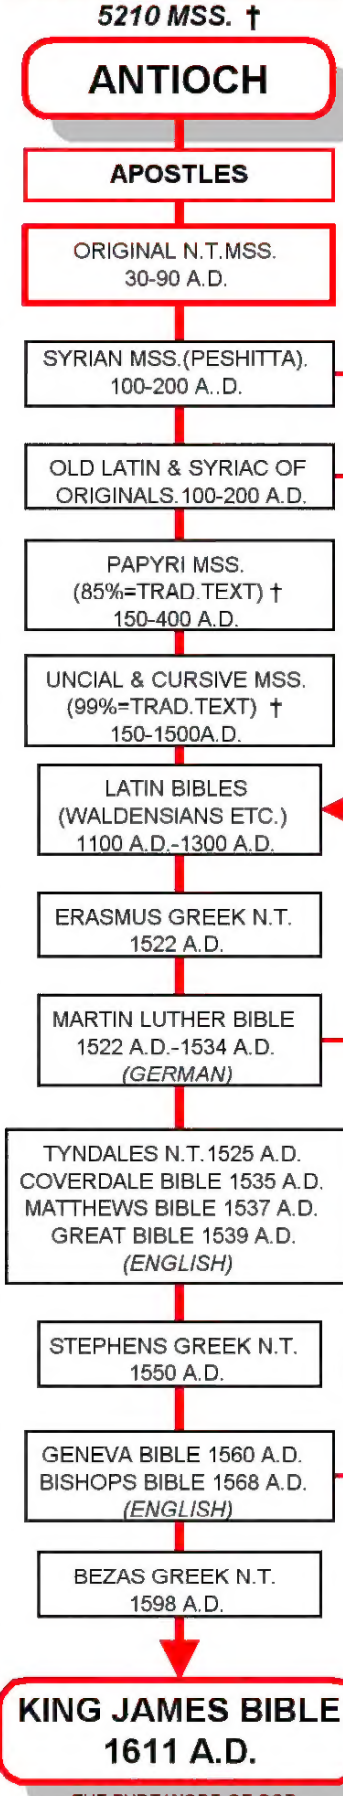 5210 MSS. †
ANTIOCH
APOSTLES
ORIGINAL N.T.MSS.
30-90 A.D.
SYRIAN MSS.(PESHITTA).
100-200 A..D.
OLD LATIN & SYRIAC OF
ORIGINALS.100-200 A.D.
PAPYRI MSS.
(85%=TRAD.TEXT) †
150-400 A.D.
UNCIAL & CURSIVE MSS.
(99%=TRAD.TEXT) †
150-1500A.D.
LATIN BIBLES
(WALDENSIANS ETC.)
1100 A.D.-1300 A.D.
ERASMUS GREEK N.T.
1522 A.D.
MARTIN LUTHER BIBLE
1522 A.D.-1534 A.D.
(GERMAN)
TYNDALES N.T.1525 A.D.
COVERDALE BIBLE 1535 A.D.
MATTHEWS BIBLE 1537 A.D.
GREAT BIBLE 1539 A.D.
(ENGLISH)
STEPHENS GREEK N.T.
1550 A.D.
GENEVA BIBLE 1560 A.D.
BISHOPS BIBLE 1568 A.D.
(ENGLISH)
BEZAS GREEK N.T.
1598 A.D.
KING JAMES BIBLE
1611 A.D.